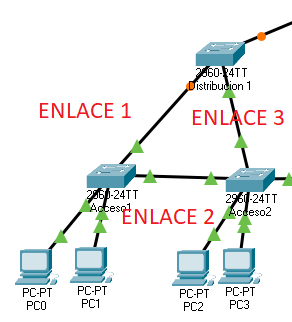 2960-24TT
Distribucion 1
ENLACE 1
ENLACE 3
2960-24TT
Acceso1
ENLACE 2
2960-24TT
Acceso2
PC-PT
PC0
PC-PT
PC1
PC-PT
PC2
PC-PT
PC3